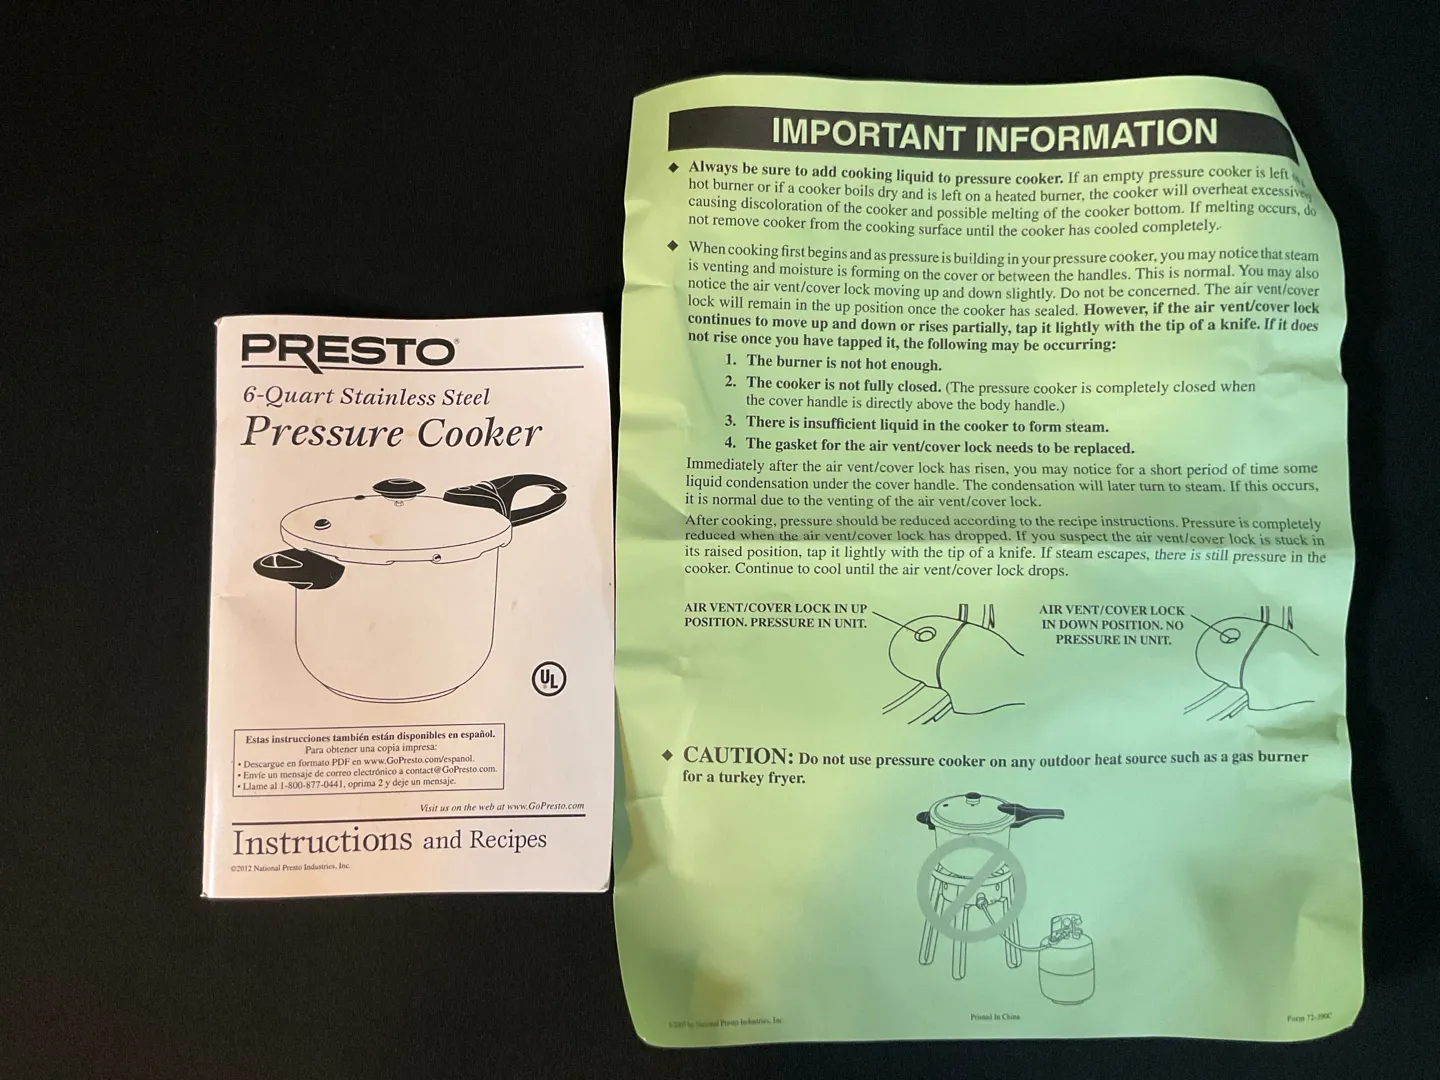 PRESTO®
6-Quart Stainless Steel
Pressure Cooker
UL
Estas instrucciones también están disponibles en español.
Para obtener una copia impresa:
• Descargue en formato PDF en www.GoPresto.com/espanol.
• Envíe un mensaje de correo electrónico a contact@GoPresto.com.
• Llame al 1-800-877-0441, oprima 2 y deje un mensaje.
Visit us on the web at www.GoPresto.com
Instructions and Recipes
©2012 National Presto Industries, Inc.
IMPORTANT INFORMATION
◆ Always be sure to add cooking liquid to pressure cooker. If an empty pressure cooker is left
hot burner or if a cooker boils dry and is left on a heated burner, the cooker will overheat
causing discoloration of the cooker and possible melting of the cooker bottom. If melting occurs, do
not remove cooker from the cooking surface until the cooker has cooled completely.
◆ When cooking first begins and as pressure is building in your pressure cooker, you may notice that steam
is venting and moisture is forming on the cover or between the handles. This is normal. You may also
notice the air vent/cover lock moving up and down slightly. Do not be concerned. The air vent/cover
lock will remain in the up position once the cooker has sealed. However, if the air vent/cover lock
continues to move up and down or rises partially, tap it lightly with the tip of a knife. If it does
not rise once you have tapped it, the following may be occurring:
1. The burner is not hot enough.
2. The cooker is not fully closed. (The pressure cooker is completely closed when
the cover handle is directly above the body handle.)
3. There is insufficient liquid in the cooker to form steam.
4. The gasket for the air vent/cover lock needs to be replaced.
Immediately after the air vent/cover lock has risen, you may notice for a short period of time some
liquid condensation under the cover handle. The condensation will later turn to steam. If this occurs,
it is normal due to the venting of the air vent/cover lock.
After cooking, pressure should be reduced according to the recipe instructions. Pressure is completely
reduced when the air vent/cover lock has dropped. If you suspect the air vent/cover lock is stuck in
its raised position, tap it lightly with the tip of a knife. If steam escapes, there is still pressure in the
cooker. Continue to cool until the air vent/cover lock drops.
AIR VENT/COVER LOCK IN UP
POSITION. PRESSURE IN UNIT.
AIR VENT/COVER LOCK
IN DOWN POSITION. NO
PRESSURE IN UNIT.
◆ CAUTION: Do not use pressure cooker on any outdoor heat source such as a gas burner
for a turkey fryer.
by National Presto Industries, Inc.
Printed In China
Form